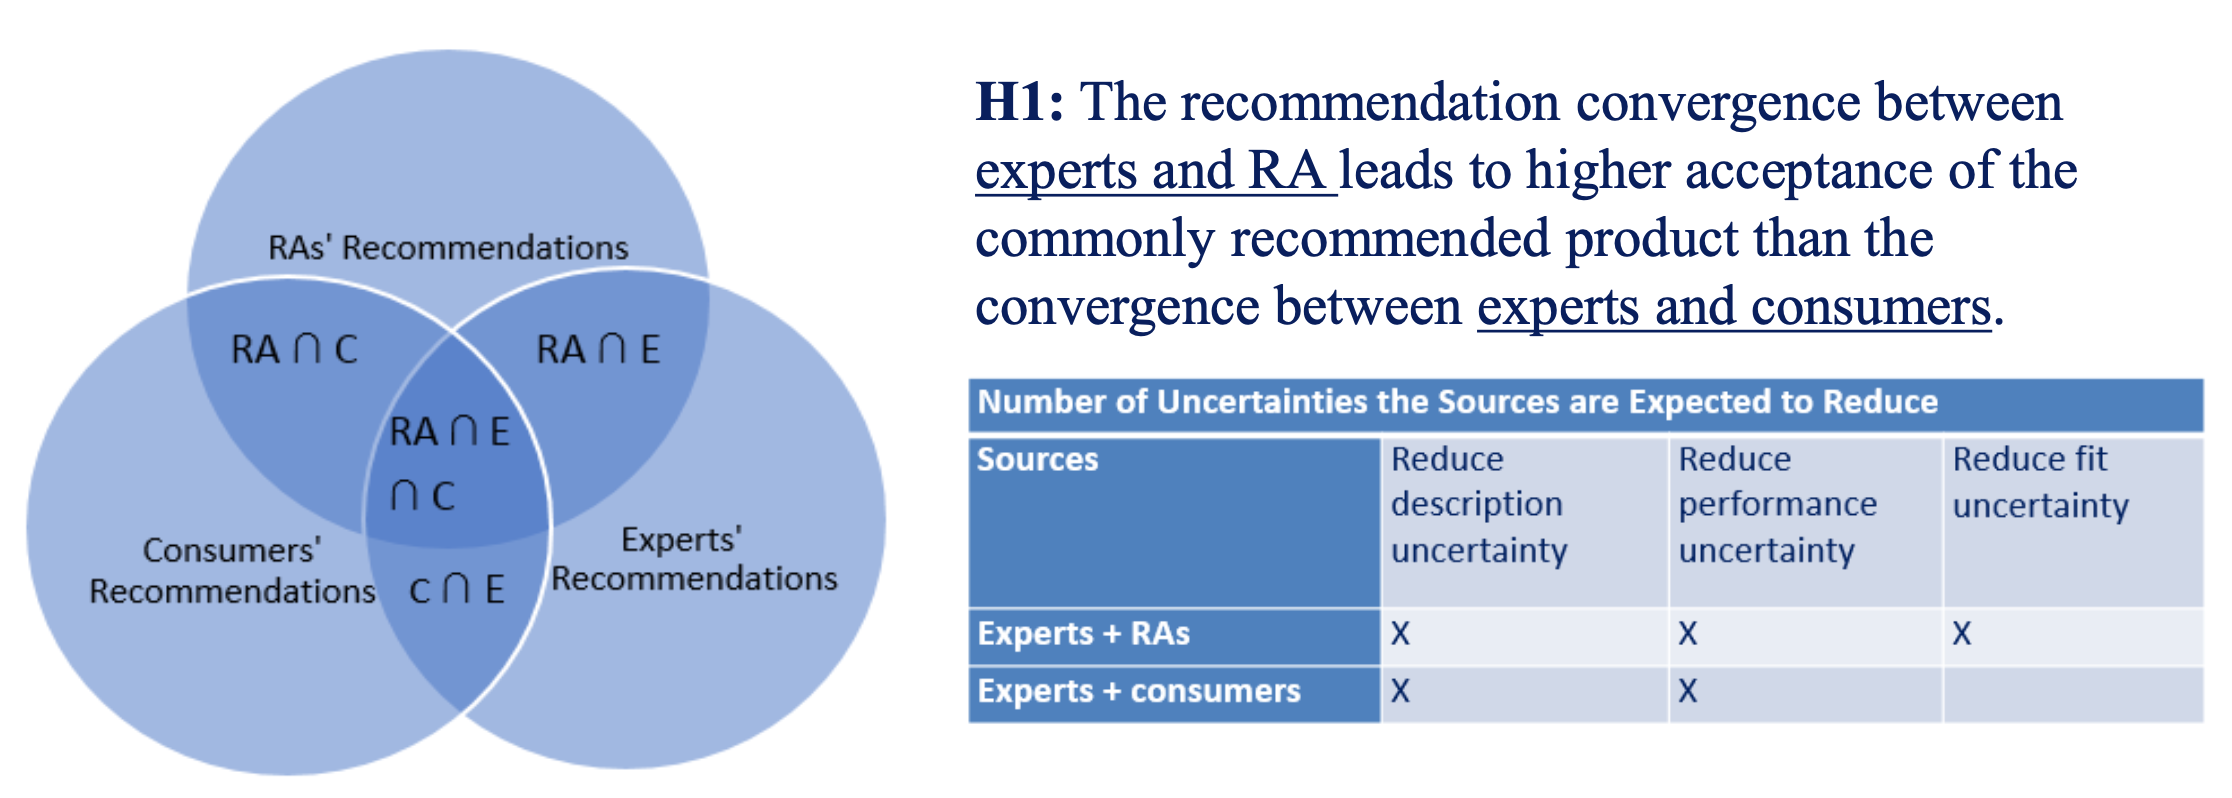 RAs' Recommendations
RA ∩ C
RA ∩ E
RA ∩ E
∩ C
Consumers'
Recommendations
C ∩ E
Experts'
Recommendations
H1: The recommendation convergence between
experts and RA leads to higher acceptance of the
commonly recommended product than the
convergence between experts and consumers.
Number of Uncertainties the Sources are Expected to Reduce
Sources
Reduce
description
uncertainty
Reduce
performance
uncertainty
Reduce fit
uncertainty
Experts + RAs X X X
Experts + consumers X X